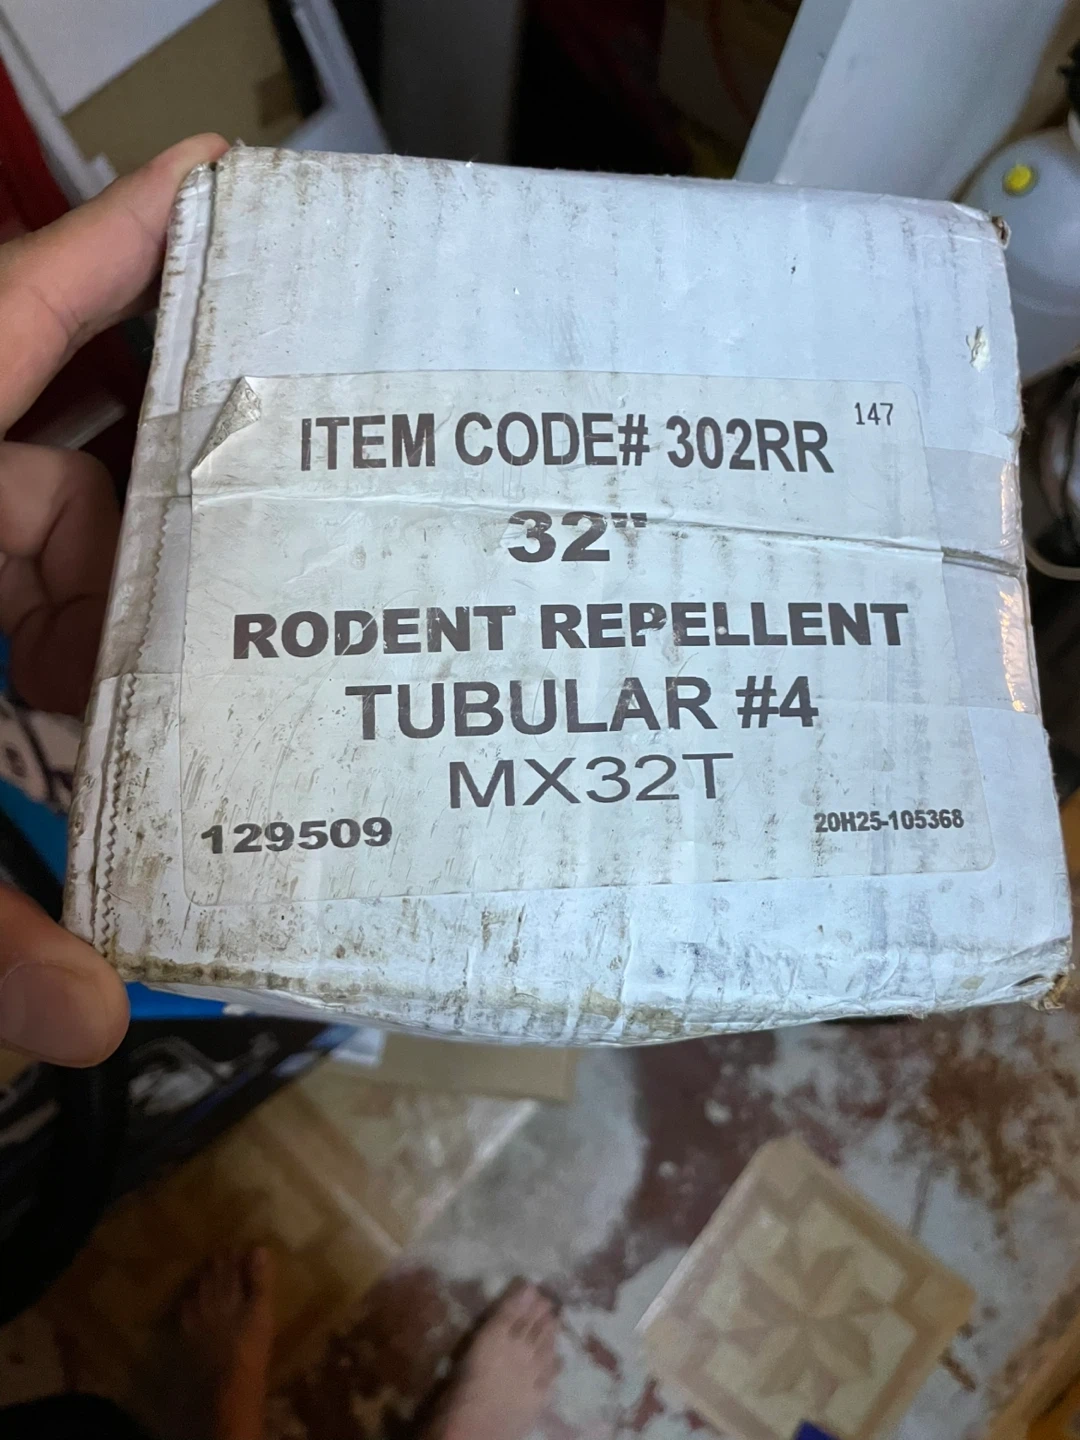 ITEM CODE# 302RR
147
32"
RODENT REPELLENT
TUBULAR #4
MX32T
129509
20H25-105368